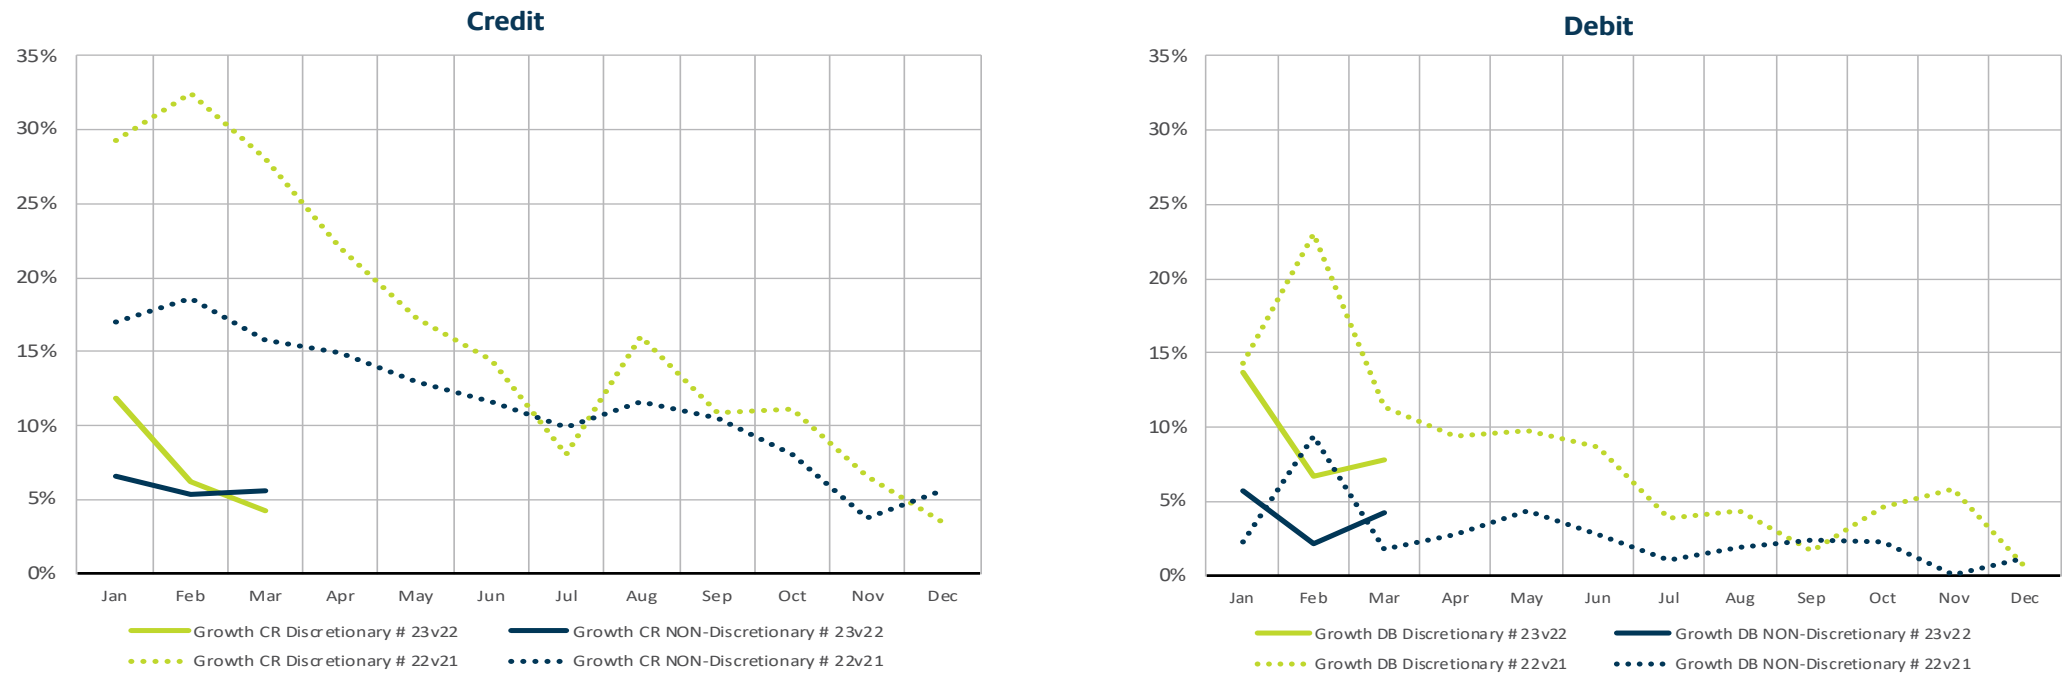 Credit
35%
30%
25%
20%
15%
10%
5%
0%
Jan Feb Mar Apr May Jun Jul Aug Sep Oct Nov Dec
Growth CR Discretionary # 23v22 Growth CR NON-Discretionary # 23v22
Growth CR Discretionary # 22v21 Growth CR NON-Discretionary # 22v21
Debit
35%
30%
25%
20%
15%
10%
5%
0%
Jan Feb Mar Apr May Jun Jul Aug Sep Oct Nov Dec
Growth DB Discretionary # 23v22 Growth DB NON-Discretionary # 23v22
Growth DB Discretionary # 22v21 Growth DB NON-Discretionary # 22v21